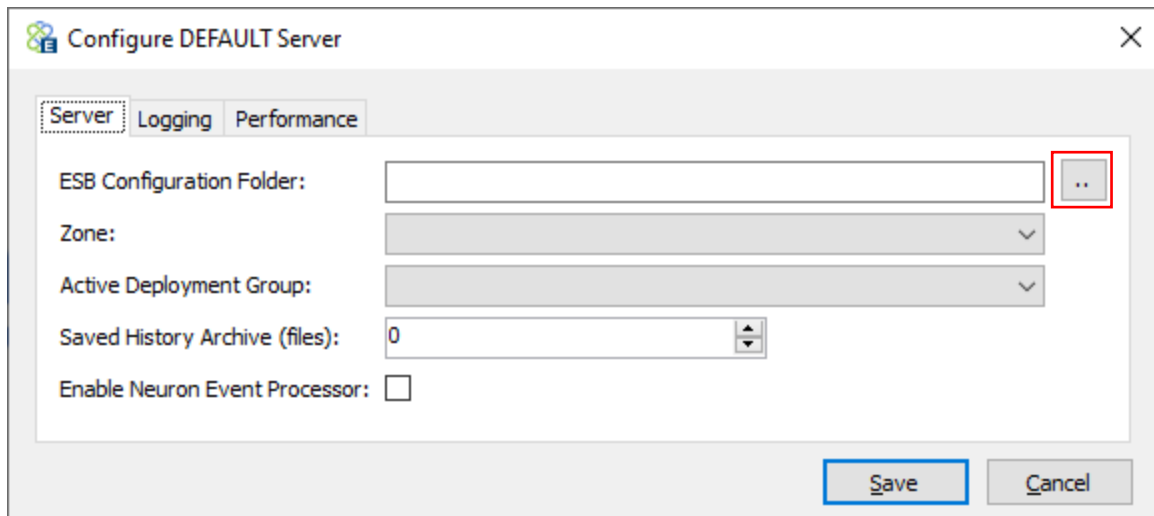 Configure DEFAULT Server
Server Logging Performance
ESB Configuration Folder: ..
Zone:
Active Deployment Group:
Saved History Archive (files): 0
Enable Neuron Event Processor:
Save Cancel